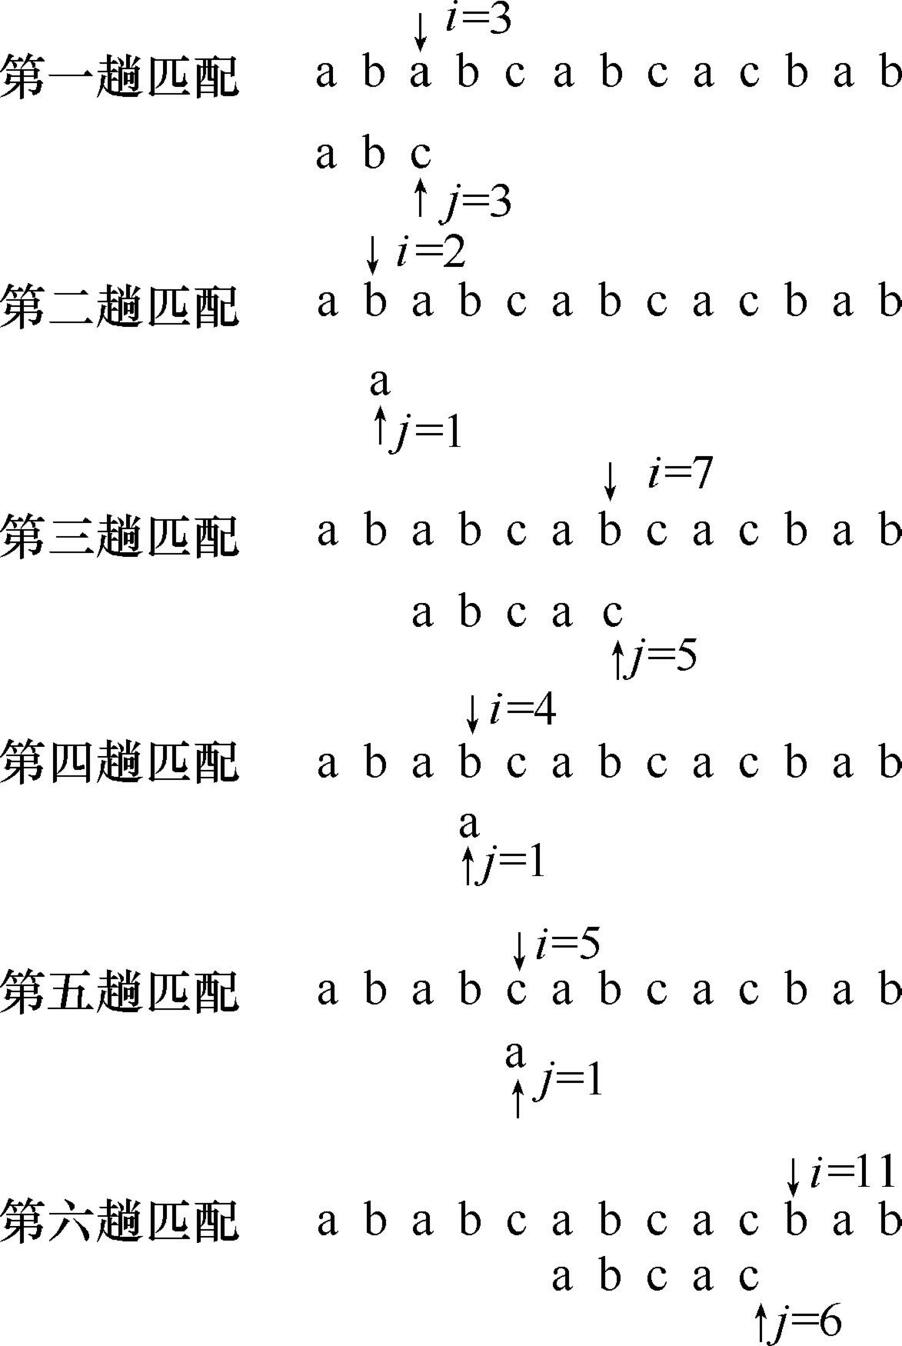 i=3
第一趟匹配 a b a b c a b c a c b a b
a b c
j=3
i=2
第二趟匹配 a b a b c a b c a c b a b
a
j=1
i=7
第三趟匹配 a b a b c a b c a c b a b
a b c a c
j=5
i=4
第四趟匹配 a b a b c a b c a c b a b
a
j=1
i=5
第五趟匹配 a b a b c a b c a c b a b
a
j=1
i=11
第六趟匹配 a b a b c a b c a c b a b
a b c a c
j=6